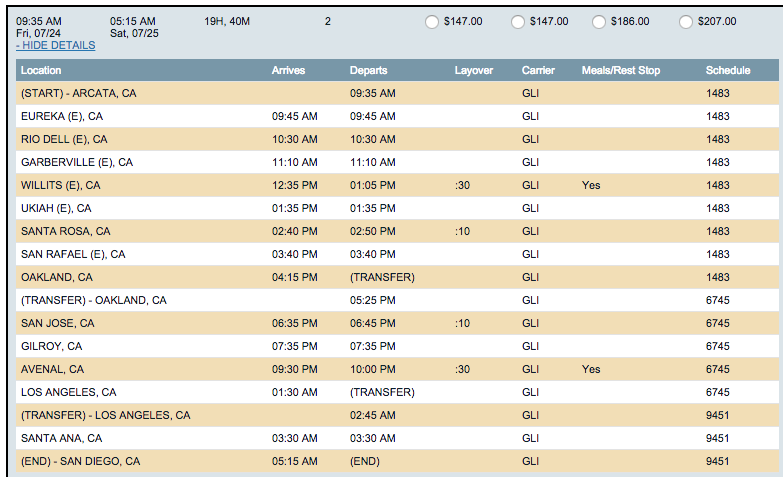 09:35 AM 05:15 AM 19H, 40M 2 $147.00 $147.00 $186.00 $207.00
Fri, 07/24 Sat, 07/25
- HIDE DETAILS
Location Arrives Departs Layover Carrier Meals/Rest Stop Schedule
(START) - ARCATA, CA 09:35 AM GLI 1483
EUREKA (E), CA 09:45 AM 09:45 AM GLI 1483
RIO DELL (E), CA 10:30 AM 10:30 AM GLI 1483
GARBERVILLE (E), CA 11:10 AM 11:10 AM GLI 1483
WILLITS (E), CA 12:35 PM 01:05 PM :30 GLI Yes 1483
UKIAH (E), CA 01:35 PM 01:35 PM GLI 1483
SANTA ROSA, CA 02:40 PM 02:50 PM :10 GLI 1483
SAN RAFAEL (E), CA 03:40 PM 03:40 PM GLI 1483
OAKLAND, CA 04:15 PM (TRANSFER) GLI 1483
(TRANSFER) - OAKLAND, CA 05:25 PM GLI 6745
SAN JOSE, CA 06:35 PM 06:45 PM :10 GLI 6745
GILROY, CA 07:35 PM 07:35 PM GLI 6745
AVENAL, CA 09:30 PM 10:00 PM :30 GLI Yes 6745
LOS ANGELES, CA 01:30 AM (TRANSFER) GLI 6745
(TRANSFER) - LOS ANGELES, CA 02:45 AM GLI 9451
SANTA ANA, CA 03:30 AM 03:30 AM GLI 9451
(END) - SAN DIEGO, CA 05:15 AM (END) GLI 9451